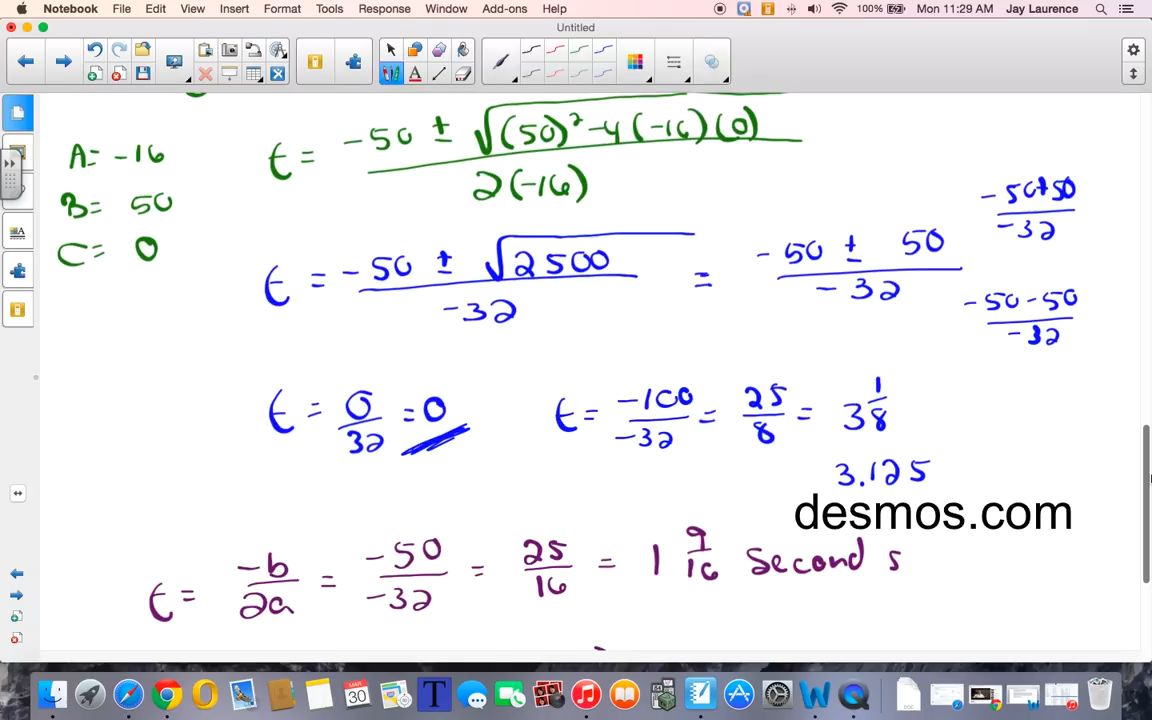 Notebook File Edit View Insert Format Tools Response Window Add-ons Help 100% Mon 11:29 AM Jay Laurence
Untitled
t = -50 ± √(50)² -4(-16)(0) / 2(-16)
A = -16
B = 50
C = 0
t = -50 ± √2500 / -32 = -50 ± 50 / -32
-50+50 / -32
-50-50 / -32
t = 0/32 = 0
t = -100/-32 = 25/8 = 3 1/8
3.125
desmos.com
t = -b/2a = -50/-32 = 25/16 = 1 9/16 seconds